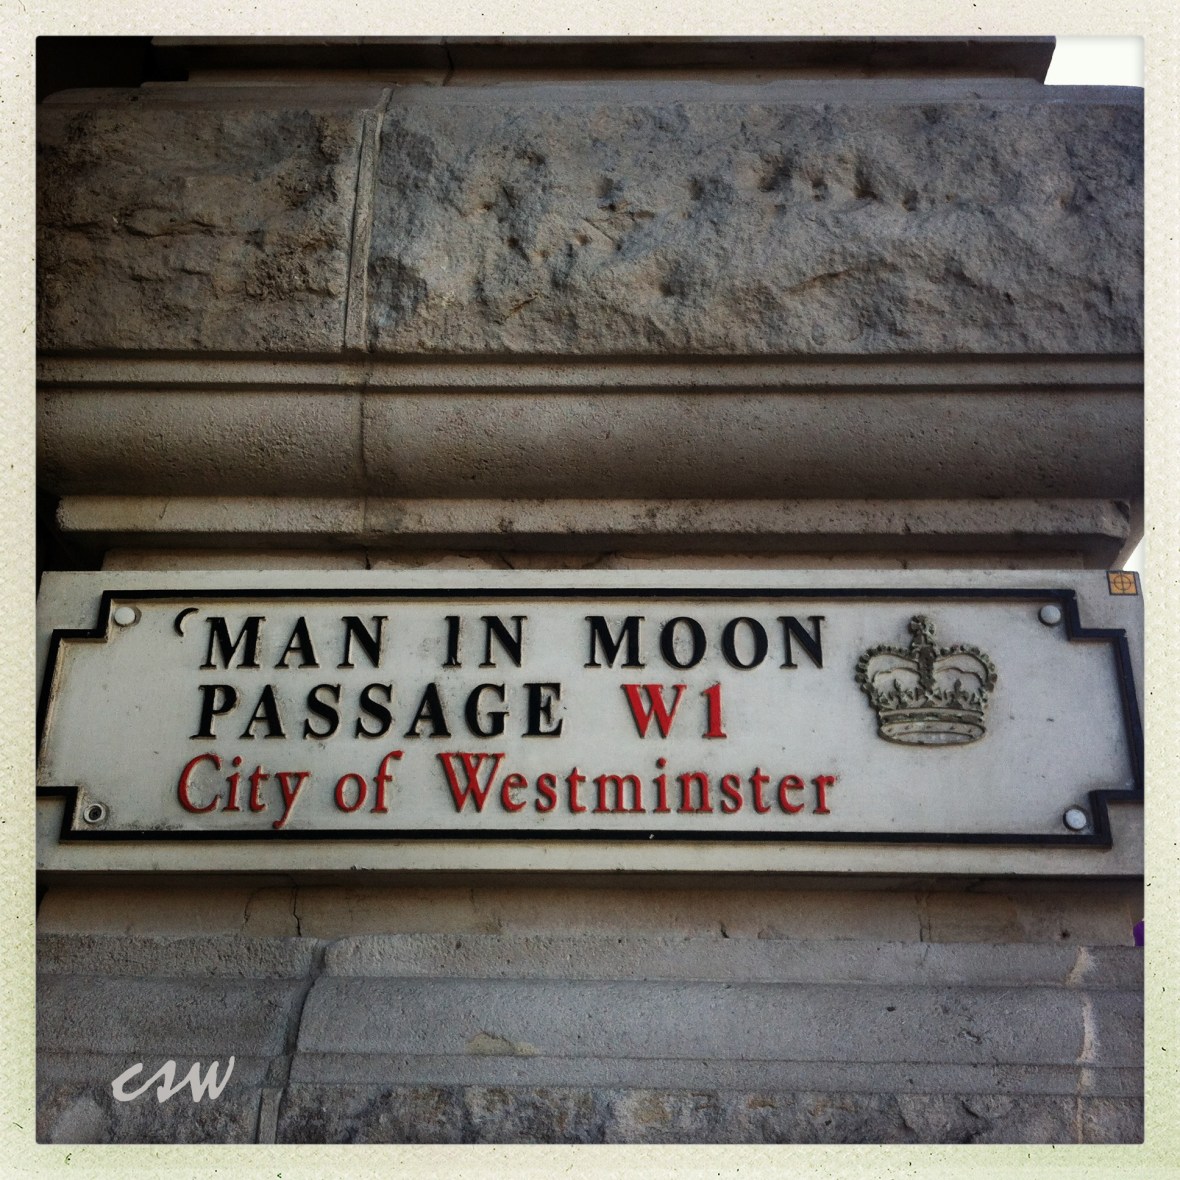 ‘MAN IN MOON
PASSAGE W1
City of Westminster
csw